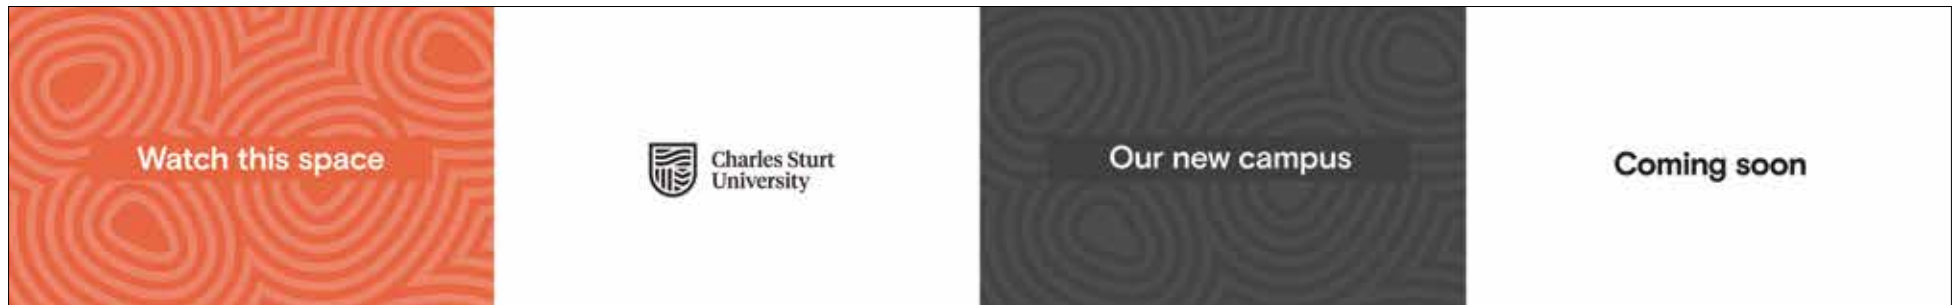 Watch this space
Charles Sturt
University
Our new campus
Coming soon